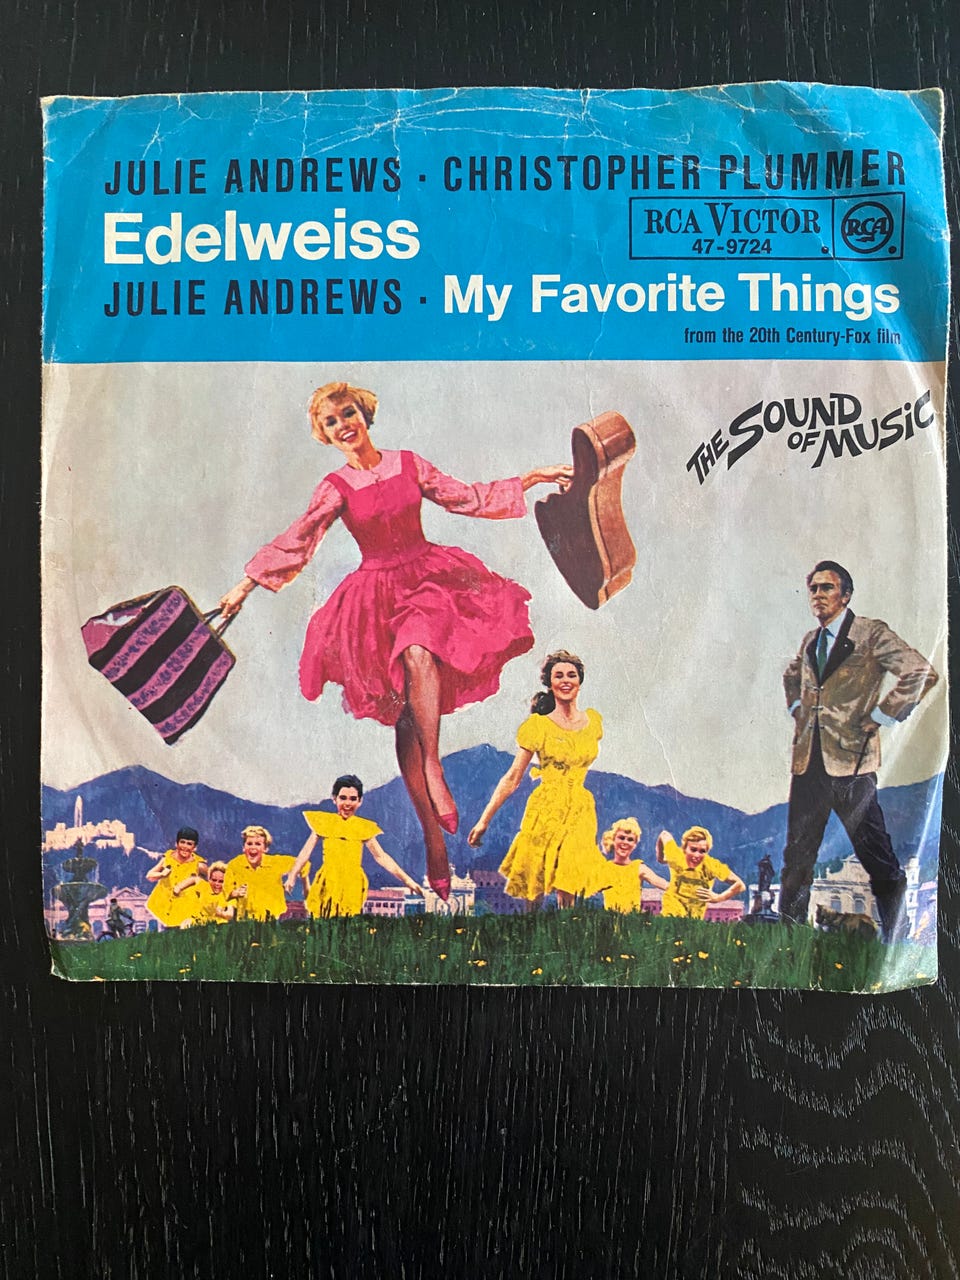 JULIE ANDREWS · CHRISTOPHER PLUMMER
Edelweiss
RCA VICTOR
47-9724
RCA
JULIE ANDREWS · My Favorite Things
from the 20th Century-Fox film
THE SOUND OF MUSIC